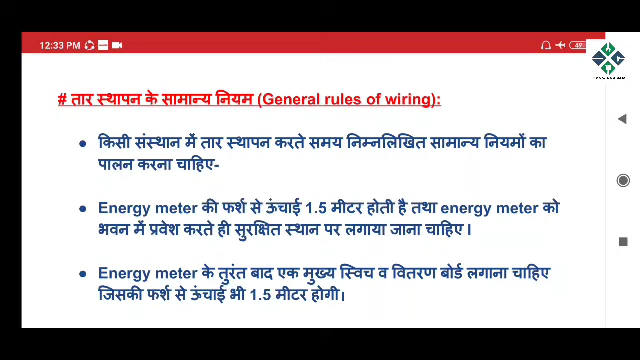 12:33 PM
49
# तार स्थापन के सामान्य नियम (General rules of wiring):
किसी संस्थान में तार स्थापन करते समय निम्नलिखित सामान्य नियमों का
पालन करना चाहिए-
Energy meter की फर्श से ऊंचाई 1.5 मीटर होती है तथा energy meter को
भवन में प्रवेश करते ही सुरक्षित स्थान पर लगाया जाना चाहिए।
Energy meter के तुरंत बाद एक मुख्य स्विच व वितरण बोर्ड लगाना चाहिए
जिसकी फर्श से ऊंचाई भी 1.5 मीटर होगी।